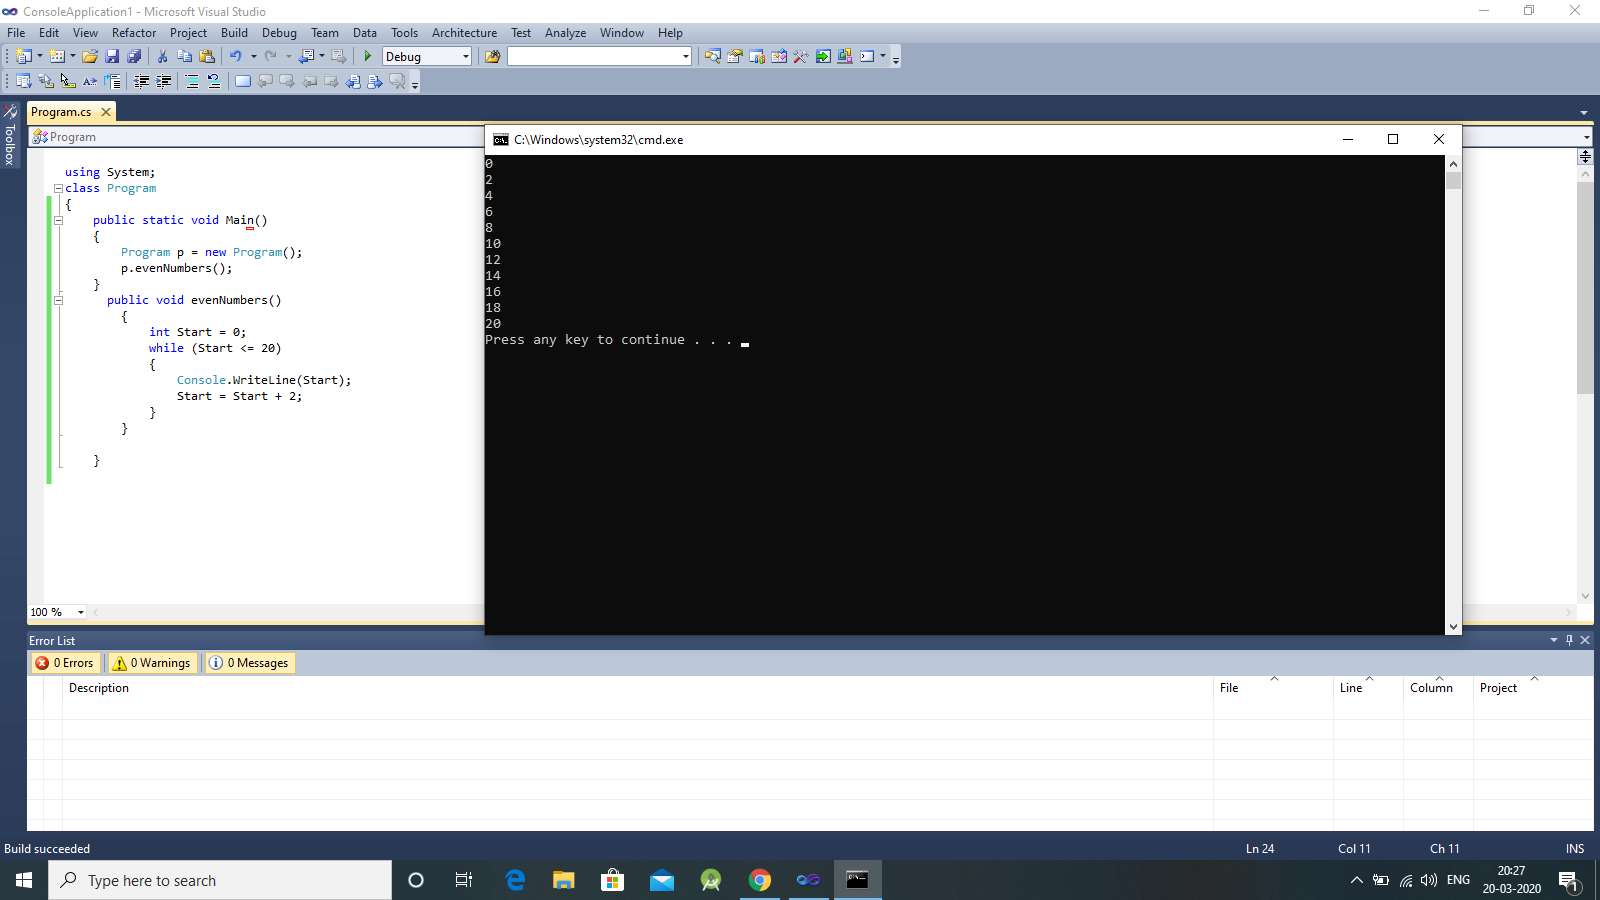 ConsoleApplication1 - Microsoft Visual Studio
File Edit View Refactor Project Build Debug Team Data Tools Architecture Test Analyze Window Help
Debug
Toolbox
Program.cs
Program
using System;
class Program
{
public static void Main()
{
Program p = new Program();
p.evenNumbers();
}
public void evenNumbers()
{
int Start = 0;
while (Start <= 20)
{
Console.WriteLine(Start);
Start = Start + 2;
}
}
}
100 %
C:\Windows\system32\cmd.exe
0
2
4
6
8
10
12
14
16
18
20
Press any key to continue . . .
Error List
0 Errors 0 Warnings 0 Messages
Description File Line Column Project
Build succeeded Ln 24 Col 11 Ch 11 INS
Type here to search
ENG
20:27
20-03-2020
1